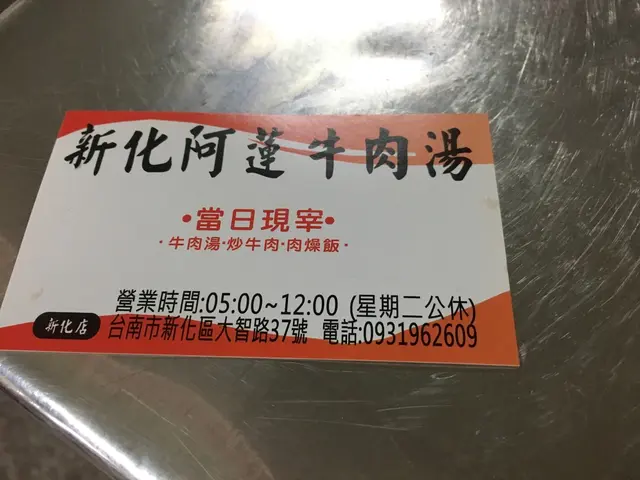 新化阿蓮牛肉湯
•當日現宰•
·牛肉湯·炒牛肉·肉燥飯·
營業時間:05:00~12:00 (星期二公休)
新化店 台南市新化區大智路37號 電話:0931962609